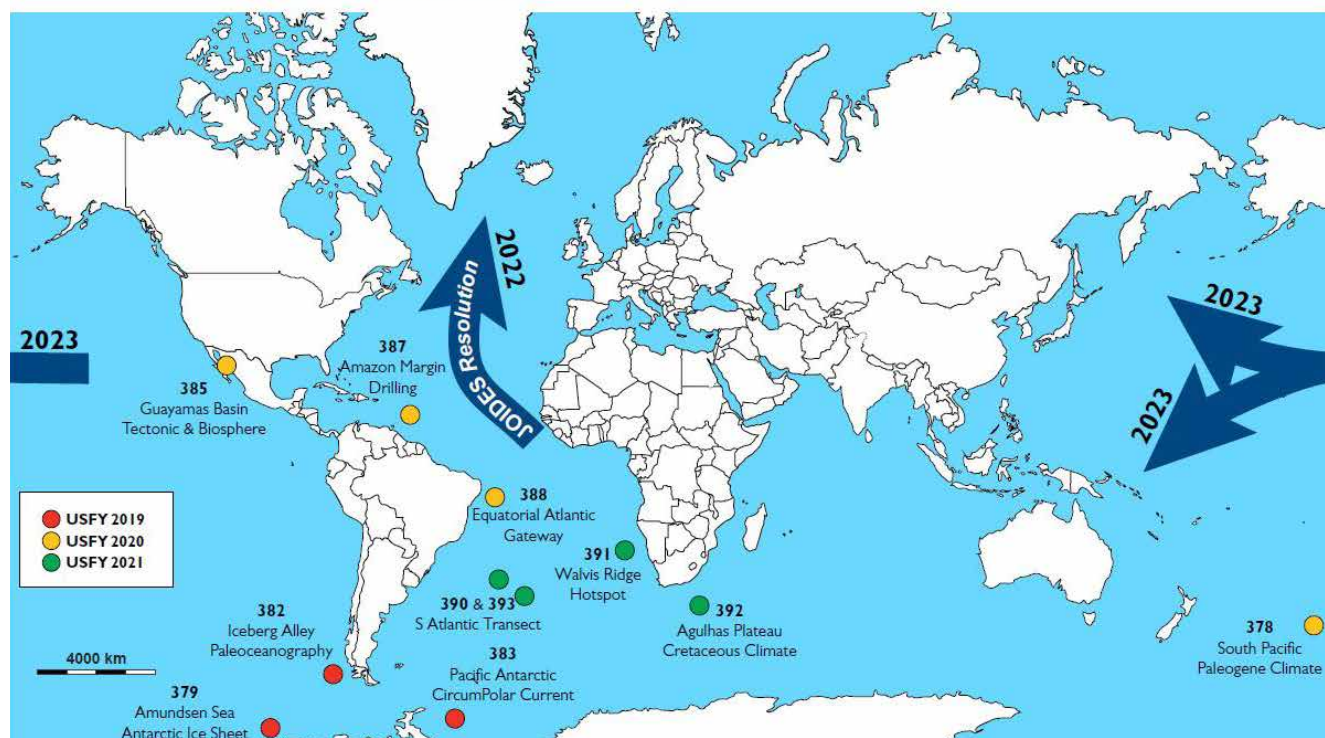 2022
JOIDES Resolution
2023
2023
2023
387
Amazon Margin
Drilling
385
Guayamas Basin
Tectonic & Biosphere
388
Equatorial Atlantic
Gateway
USFY 2019
USFY 2020
USFY 2021
391
Walvis Ridge
Hotspot
390 & 393
S Atlantic Transect
392
Agulhas Plateau
Cretaceous Climate
382
Iceberg Alley
Paleoceanography
378
South Pacific
Paleogene Climate
4000 km
383
Pacific Antarctic
CircumPolar Current
379
Amundsen Sea
Antarctic Ice Sheet